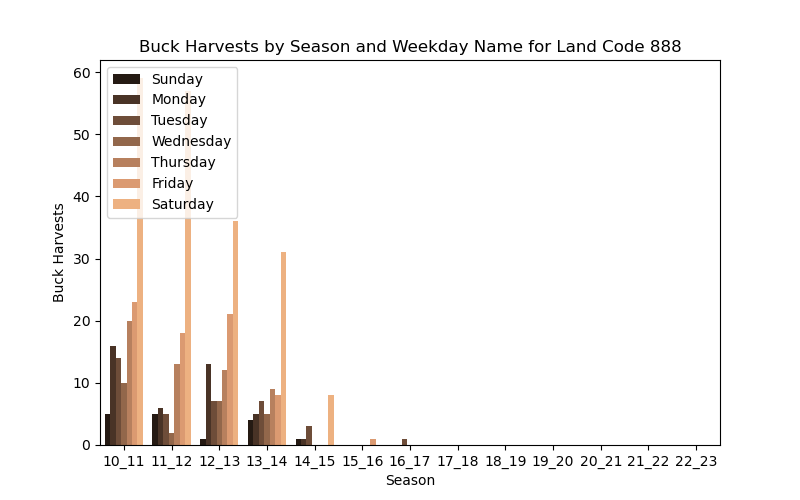 Buck Harvests by Season and Weekday Name for Land Code 888
Sunday
Monday
Tuesday
Wednesday
Thursday
Friday
Saturday
60
50
40
30
20
10
0
Buck Harvests
10_11 11_12 12_13 13_14 14_15 15_16 16_17 17_18 18_19 19_20 20_21 21_22 22_23
Season